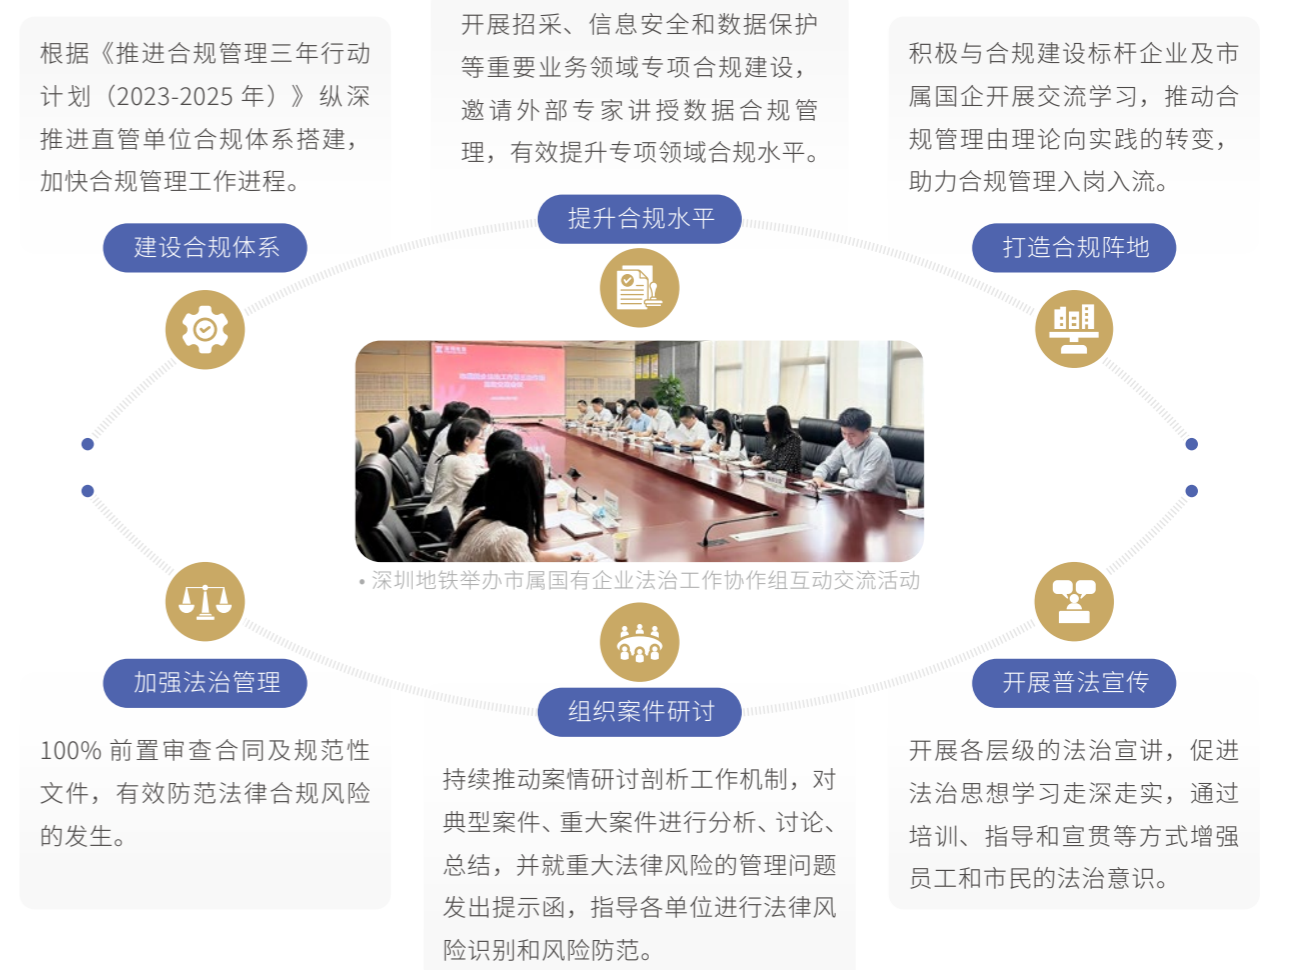 根据《推进合规管理三年行动
计划（2023-2025 年）》纵深
推进直管单位合规体系搭建，
加快合规管理工作进程。
建设合规体系
开展招采、信息安全和数据保护
等重要业务领域专项合规建设，
邀请外部专家讲授数据合规管
理，有效提升专项领域合规水平。
提升合规水平
积极与合规建设标杆企业及市
属国企开展交流学习，推动合
规管理由理论向实践的转变，
助力合规管理入岗入流。
打造合规阵地
• 深圳地铁举办市属国有企业法治工作协作组互动交流活动
加强法治管理
100% 前置审查合同及规范性
文件，有效防范法律合规风险
的发生。
组织案件研讨
持续推动案情研讨剖析工作机制，对
典型案件、重大案件进行分析、讨论、
总结，并就重大法律风险的管理问题
发出提示函，指导各单位进行法律风
险识别和风险防范。
开展普法宣传
开展各层级的法治宣讲，促进
法治思想学习走深走实，通过
培训、指导和宣贯等方式增强
员工和市民的法治意识。